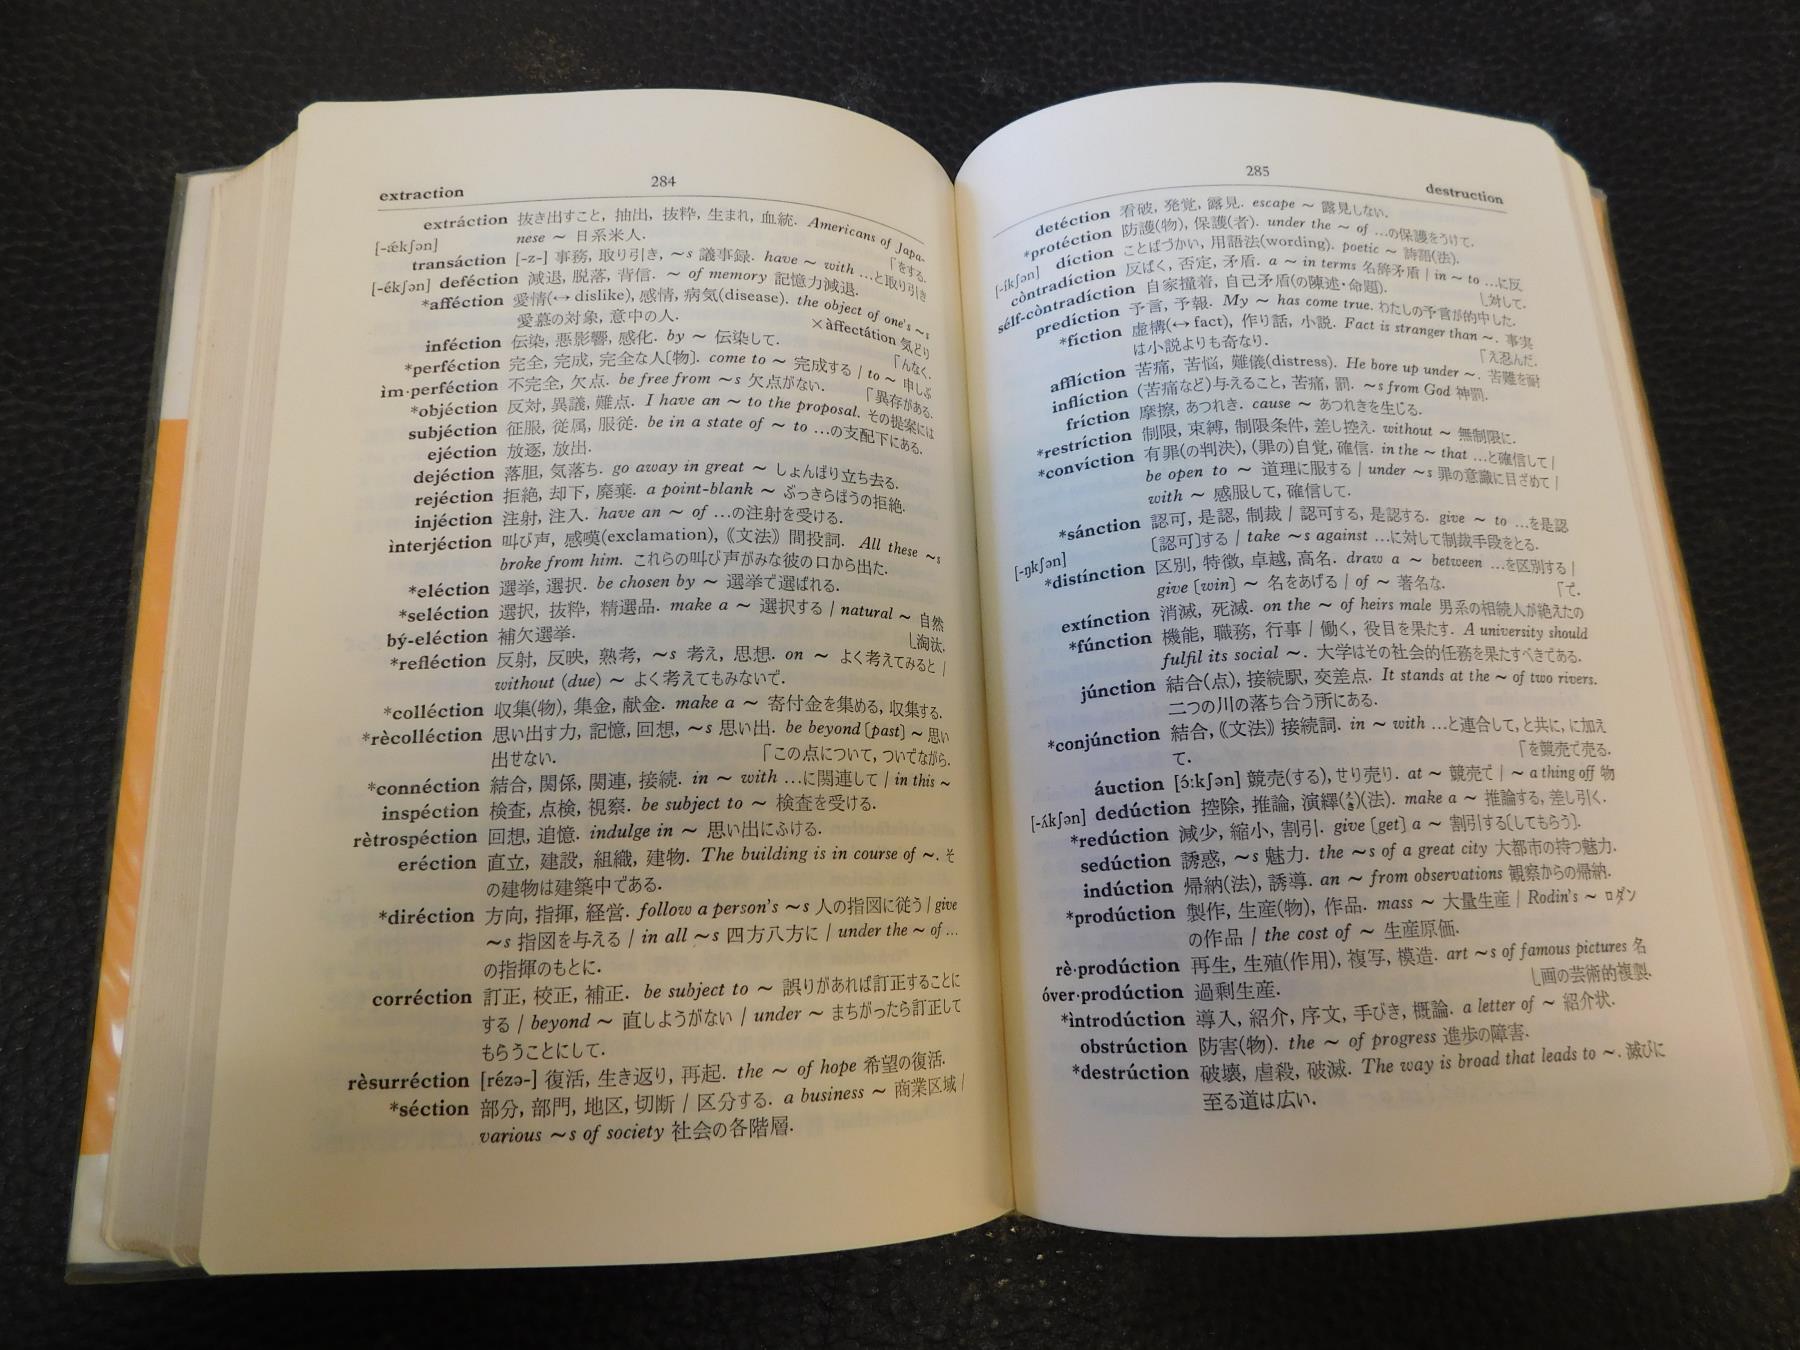 extraction
284
extráction 抜き出すこと, 抽出, 抜粋, 生まれ, 血統. Americans of Japa-
[-ǽkʃən] nese ~ 日系米人. 「をする.
transáction [-z-] 事務, 取り引き, ~s 議事録. have ~ with …と取り引き
[-ékʃən] deféction 減退, 脱落, 背信. ~ of memory 記憶力減退.
*afféction 愛情(↔ dislike), 感情, 病気(disease). the object of one's ~s
愛慕の対象, 意中の人. ×àffectátion 気どり
inféction 伝染, 悪影響, 感化. by ~ 伝染して. 「んなく.
*perféction 完全, 完成, 完全な人〔物〕. come to ~ 完成する / to ~ 申しぶ
ìm·perféction 不完全, 欠点. be free from ~s 欠点がない. 「異存がある.
*objéction 反対, 異議, 難点. I have an ~ to the proposal. その提案には
subjéction 征服, 従属, 服従. be in a state of ~ to …の支配下にある.
ejéction 放逐, 放出.
dejéction 落胆, 気落ち. go away in great ~ しょんぼり立ち去る.
rejéction 拒絶, 却下, 廃棄. a point-blank ~ ぶっきらぼうの拒絶.
injéction 注射, 注入. have an ~ of …の注射を受ける.
ìnterjéction 叫び声, 感嘆(exclamation), 《文法》 間投詞. All these ~s
broke from him. これらの叫び声がみな彼の口から出た.
*eléction 選挙, 選択. be chosen by ~ 選挙で選ばれる.
*seléction 選択, 抜粋, 精選品. make a ~ 選択する / natural ~ 自然
bý-eléction 補欠選挙. 〔淘汰.
*refléction 反射, 反映, 熟考, ~s 考え, 思想. on ~ よく考えてみると /
without (due) ~ よく考えてもみないで.
*colléction 収集(物), 集金, 献金. make a ~ 寄付金を集める, 収集する.
*rècolléction 思い出す力, 記憶, 回想, ~s 思い出. be beyond [past] ~ 思い
出せない. 「この点について, ついでながら.
*connéction 結合, 関係, 関連, 接続. in ~ with …に関連して / in this ~
inspéction 検査, 点検, 視察. be subject to ~ 検査を受ける.
rètrospéction 回想, 追憶. indulge in ~ 思い出にふける.
eréction 直立, 建設, 組織, 建物. The building is in course of ~. そ
の建物は建築中である.
*diréction 方向, 指揮, 経営. follow a person's ~s 人の指図に従う / give
~s 指図を与える / in all ~s 四方八方に / under the ~ of …
の指揮のもとに.
corréction 訂正, 校正, 補正. be subject to ~ 誤りがあれば訂正することに
する / beyond ~ 直しようがない / under ~ まちがったら訂正して
もらうことにして.
rèsurréction [rézə-] 復活, 生き返り, 再起. the ~ of hope 希望の復活.
*séction 部分, 部門, 地区, 切断 / 区分する. a business ~ 商業区域 /
various ~s of society 社会の各階層.
285
destruction
detéction 看破, 発覚, 露見. escape ~ 露見しない.
*protéction 防護(物), 保護(者). under the ~ of …の保護をうけて.
díction ことばづかい, 用語法(wording). poetic ~ 詩語(法).
[-íkʃən] còntradíction 反ばく, 否定, 矛盾. a ~ in terms 名辞矛盾 / in ~ to …に反
sélf-còntradíction 自家撞着, 自己矛盾(の陳述・命題). 〔対して.
predíction 予言, 予報. My ~ has come true. わたしの予言が的中した.
*fíction 虚構(↔ fact), 作り話, 小説. Fact is stranger than ~. 事実
は小説よりも奇なり. 「え忍んだ.
afflíction 苦痛, 苦悩, 難儀(distress). He bore up under ~. 苦難を耐
inflíction (苦痛など)与えること, 苦痛, 罰. ~s from God 神罰.
fríction 摩擦, あつれき. cause ~ あつれきを生じる.
*restríction 制限, 束縛, 制限条件, 差し控え. without ~ 無制限に.
*convíction 有罪(の判決), (罪の)自覚, 確信. in the ~ that …と確信して /
be open to ~ 道理に服する / under ~s 罪の意識に目ざめて /
with ~ 感服して, 確信して.
*sánction 認可, 是認, 制裁 / 認可する, 是認する. give ~ to …を是認
〔認可〕する / take ~s against …に対して制裁手段をとる.
[-ŋkʃən] *distínction 区別, 特徴, 卓越, 高名. draw a ~ between …を区別する /
give [win] ~ 名をあげる / of ~ 著名な. 「て.
extínction 消滅, 死滅. on the ~ of heirs male 男系の相続人が絶えたの
*fúnction 機能, 職務, 行事 / 働く, 役目を果たす. A university should
fulfil its social ~. 大学はその社会的任務を果たすべきである.
júnction 結合(点), 接続駅, 交差点. It stands at the ~ of two rivers.
二つの川の落ち合う所にある.
*conjúnction 結合, 《文法》 接続詞. in ~ with …と連合して, と共に, に加え
て. 「を競売で売る.
áuction [ɔ́:kʃən] 競売(する), せり売り. at ~ 競売で / ~ a thing off 物
[-ʌ́kʃən] dedúction 控除, 推論, 演繹(えき)(法). make a ~ 推論する, 差し引く.
*redúction 減少, 縮小, 割引. give [get] a ~ 割引する〔してもらう〕.
sedúction 誘惑, ~s 魅力. the ~s of a great city 大都市の持つ魅力.
indúction 帰納(法), 誘導. an ~ from observations 観察からの帰納.
*prodúction 製作, 生産(物), 作品. mass ~ 大量生産 / Rodin's ~ ロダン
の作品 / the cost of ~ 生産原価.
rè·prodúction 再生, 生殖(作用), 複写, 模造. art ~s of famous pictures 名
óver·prodúction 過剰生産. 〔画の芸術的複製.
*ìntrodúction 導入, 紹介, 序文, 手びき, 概論. a letter of ~ 紹介状.
obstrúction 防害(物). the ~ of progress 進歩の障害.
*destrúction 破壊, 虐殺, 破滅. The way is broad that leads to ~. 滅びに
至る道は広い.